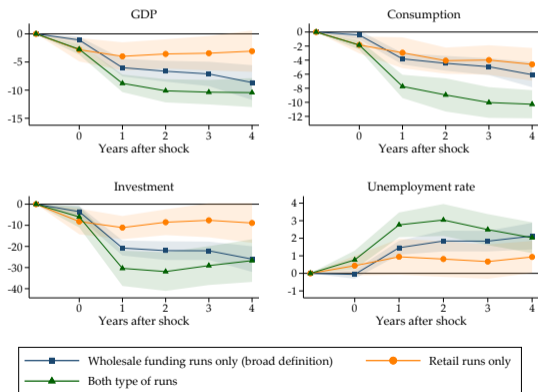 GDP
0
-5
-10
-15
0 1 2 3 4
Years after shock
Consumption
0
-2
-4
-6
-8
-10
-12
0 1 2 3 4
Years after shock
Investment
0
-10
-20
-30
-40
0 1 2 3 4
Years after shock
Unemployment rate
4
3
2
1
0
-1
0 1 2 3 4
Years after shock
Wholesale funding runs only (broad definition) Retail runs only
Both type of runs